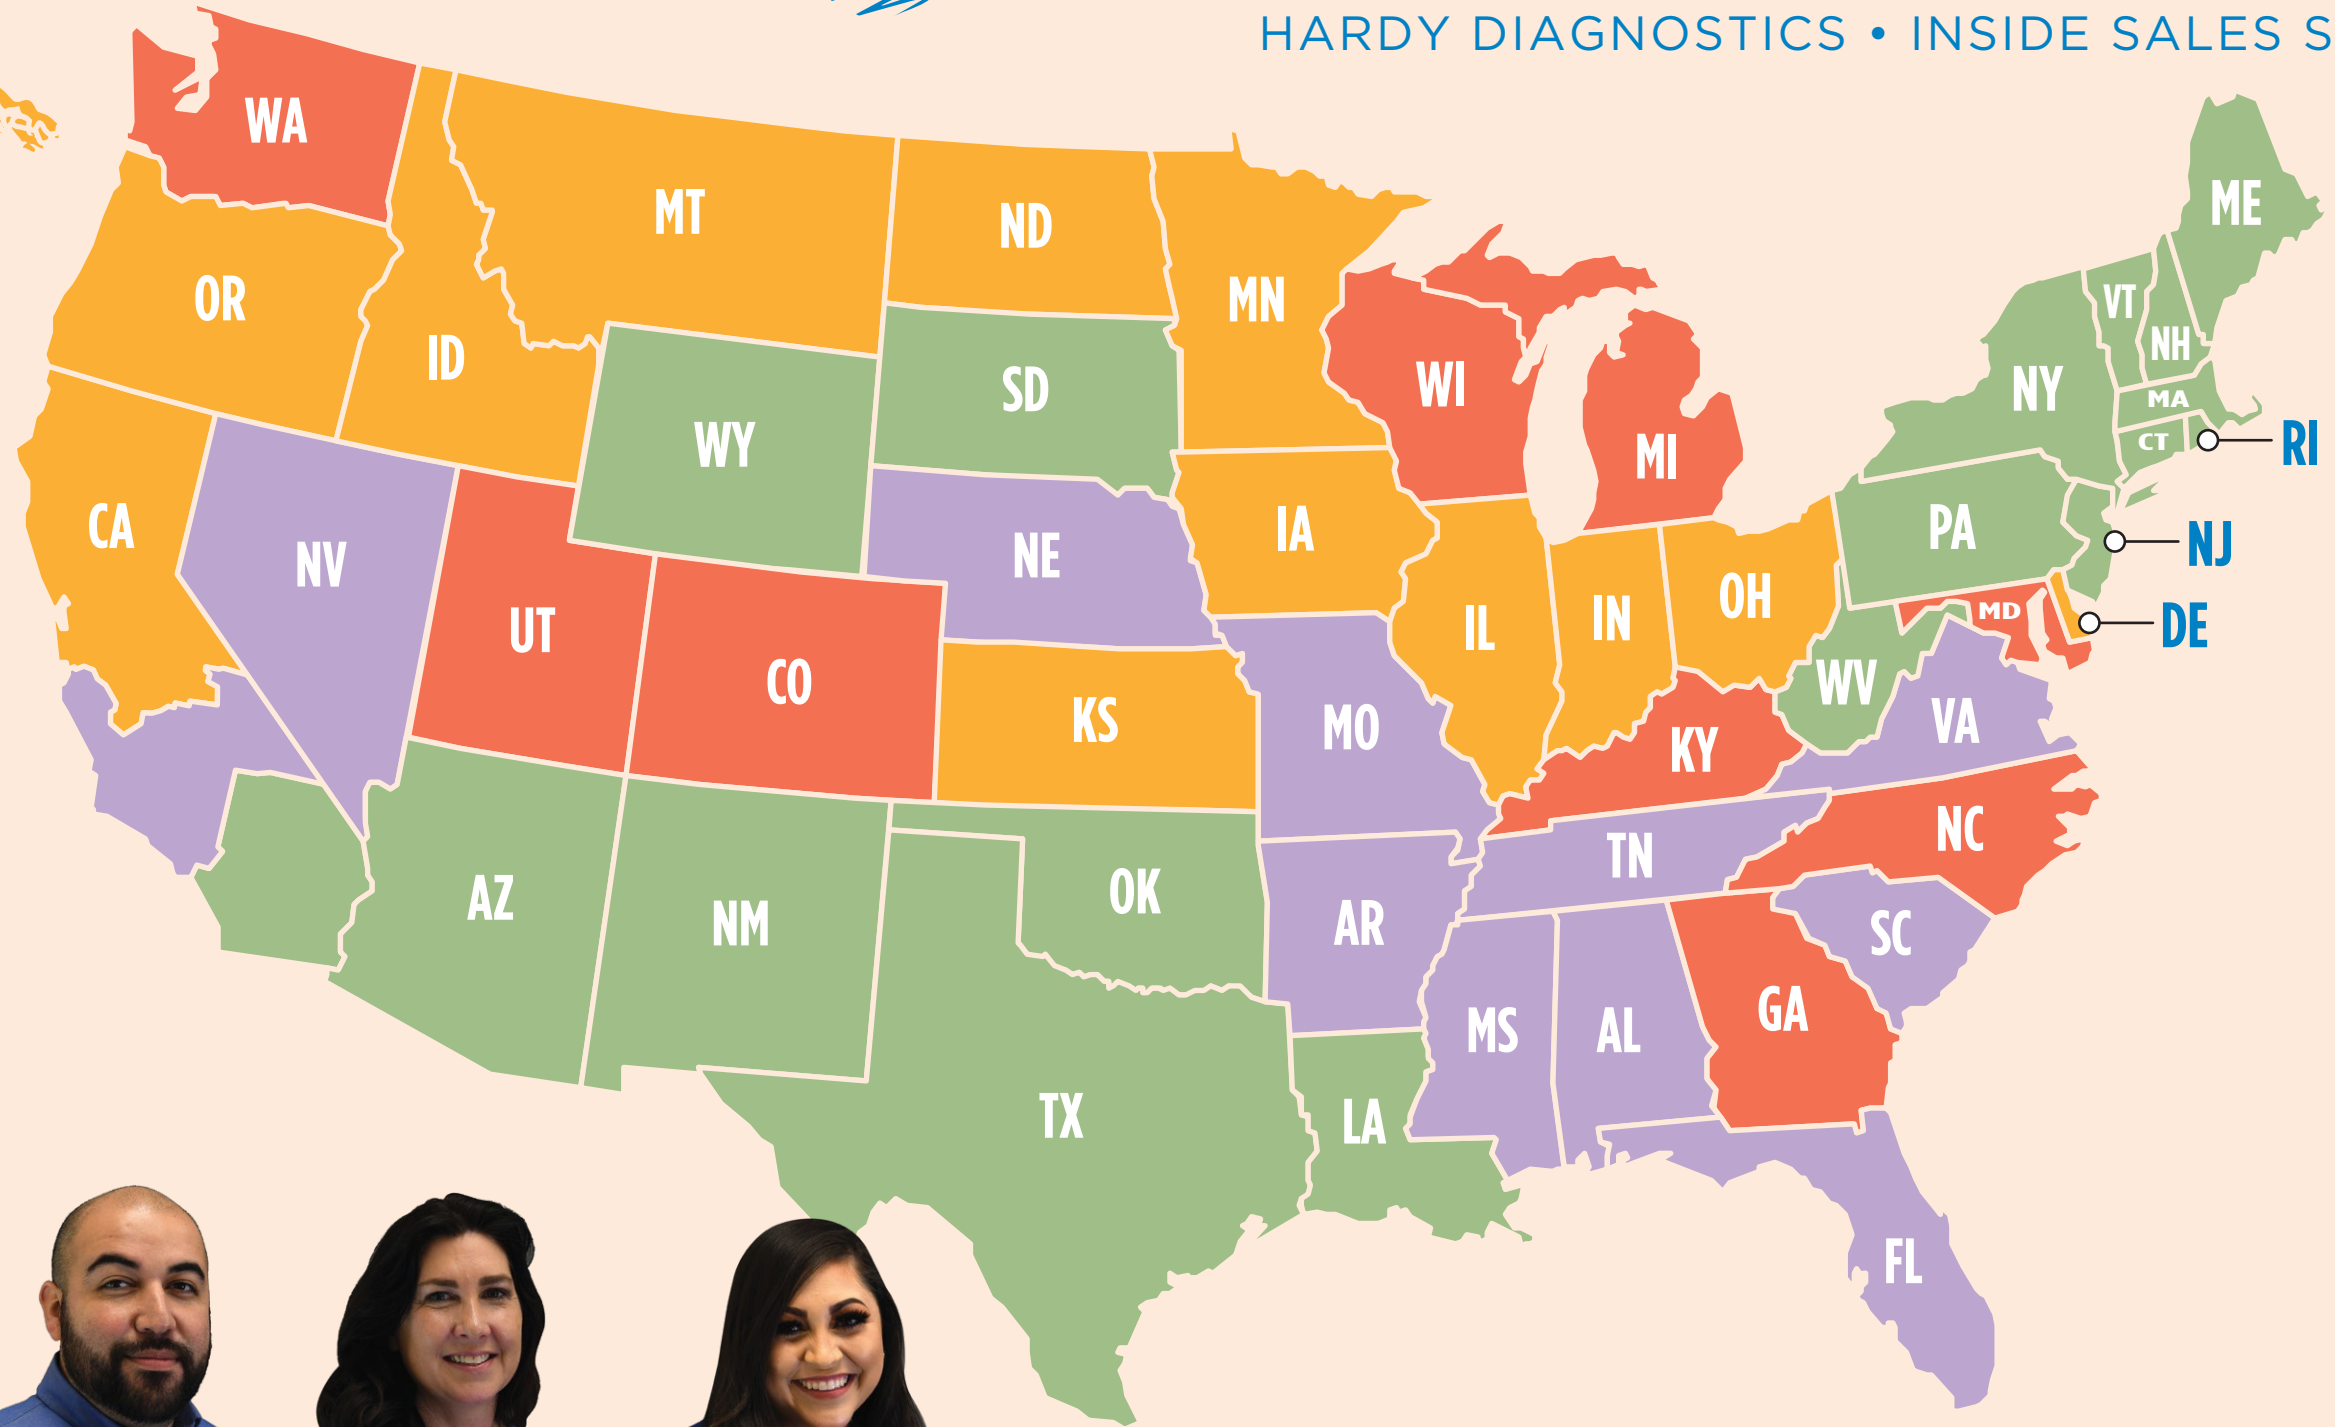 HARDY DIAGNOSTICS • INSIDE SALES S
WA
MT
ND
MN
ME
OR
ID
VT
NH
WI
SD
NY
MA
WY
MI
CT
RI
CA
NV
NE
IA
PA
NJ
UT
CO
IL
IN
OH
MD
DE
WV
KS
MO
KY
VA
AZ
NM
OK
AR
TN
NC
SC
MS
AL
GA
TX
LA
FL